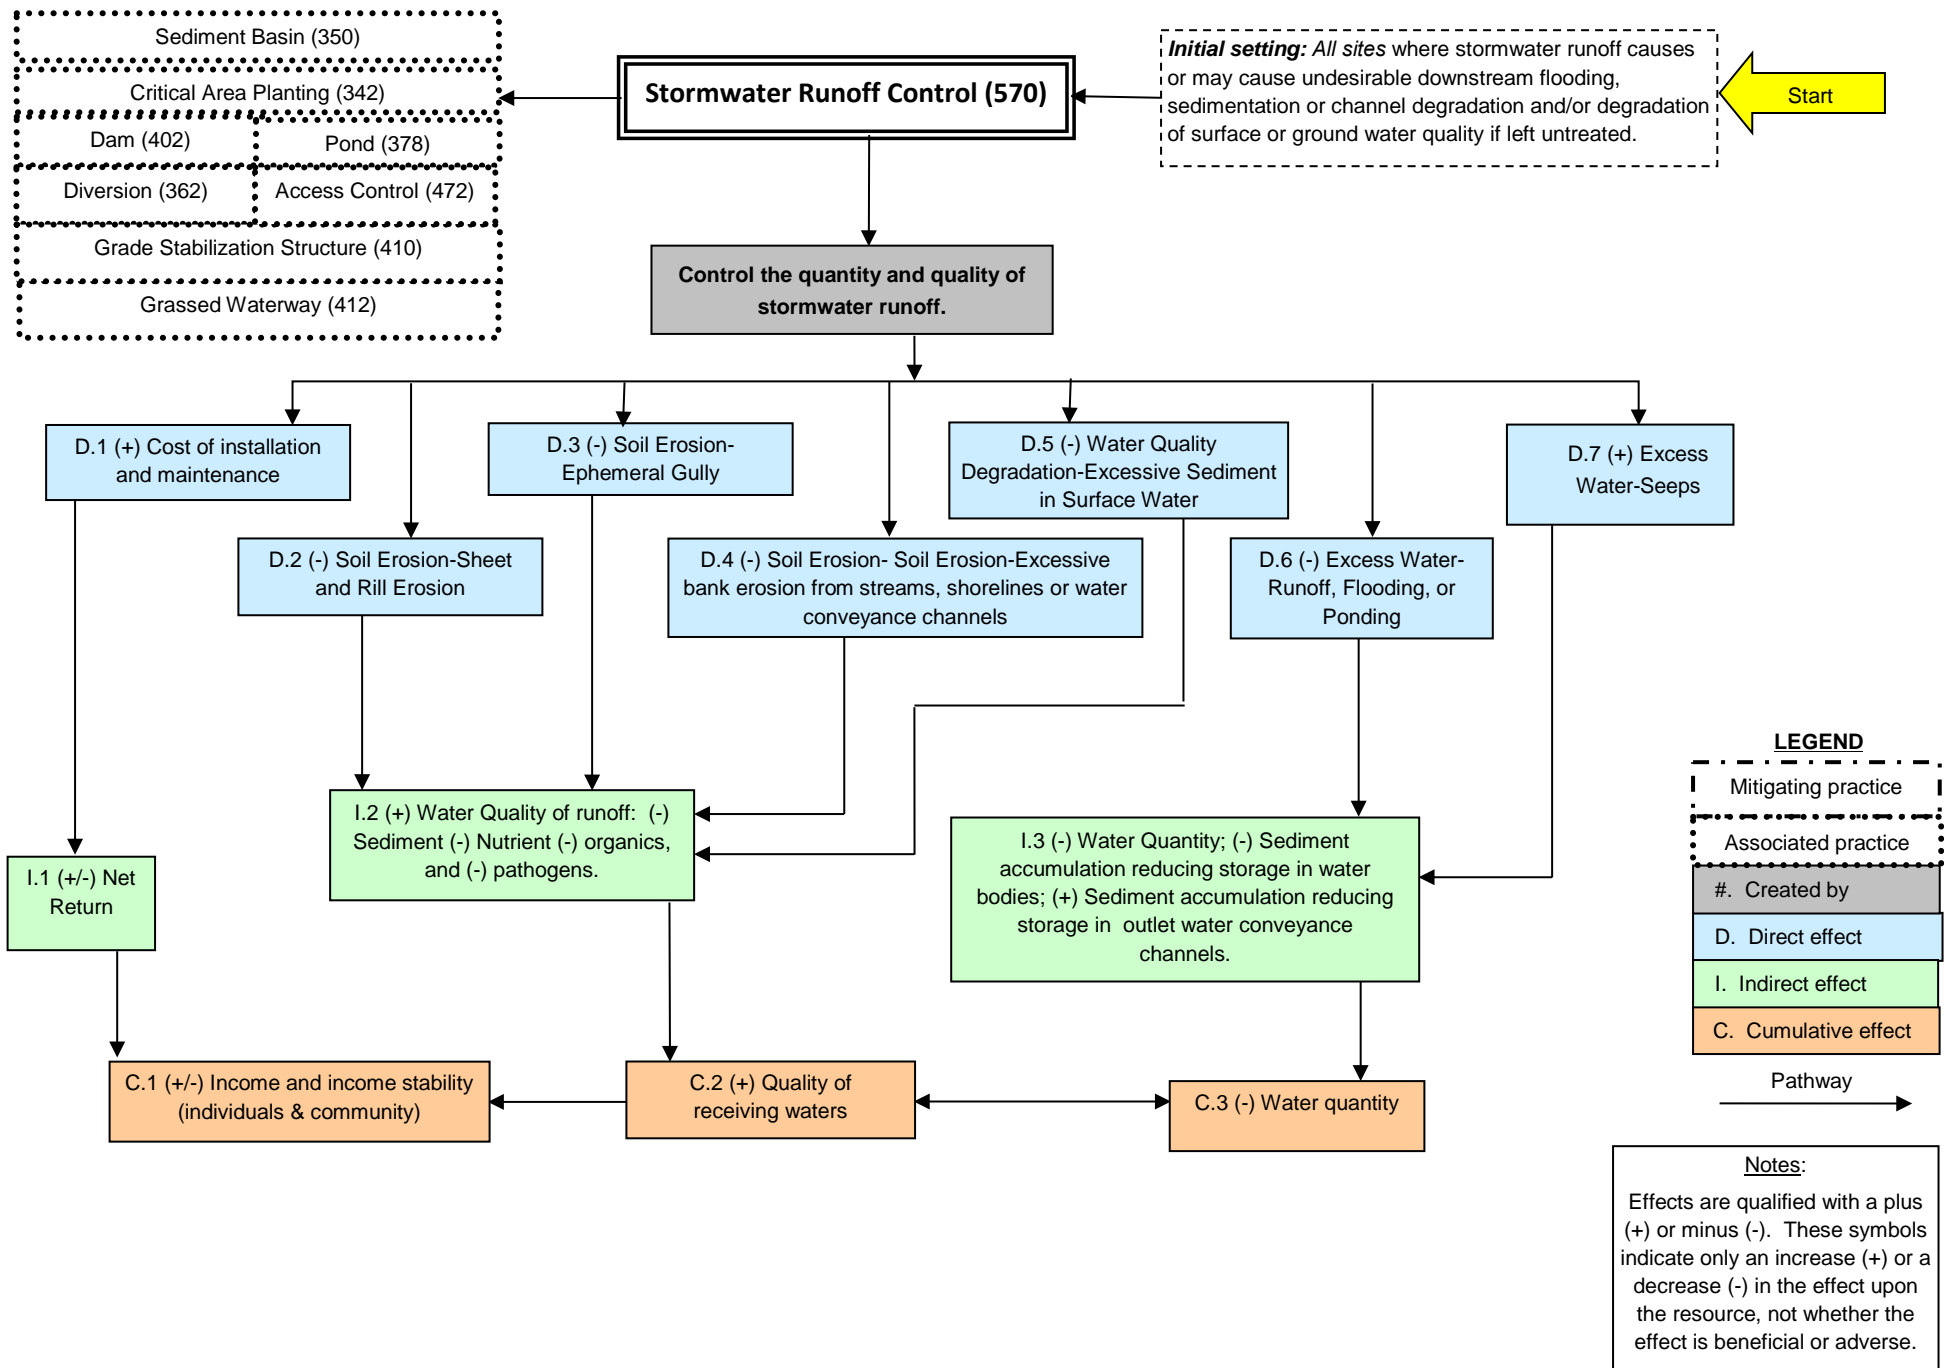 Sediment Basin (350)
Critical Area Planting (342)
Dam (402)
Pond (378)
Diversion (362)
Access Control (472)
Grade Stabilization Structure (410)
Grassed Waterway (412)
Stormwater Runoff Control (570)
Initial setting: All sites where stormwater runoff causes
or may cause undesirable downstream flooding,
sedimentation or channel degradation and/or degradation
of surface or ground water quality if left untreated.
Start
Control the quantity and quality of
stormwater runoff.
D.1 (+) Cost of installation
and maintenance
D.2 (-) Soil Erosion-Sheet
and Rill Erosion
D.3 (-) Soil Erosion-
Ephemeral Gully
D.4 (-) Soil Erosion- Soil Erosion-Excessive
bank erosion from streams, shorelines or water
conveyance channels
D.5 (-) Water Quality
Degradation-Excessive Sediment
in Surface Water
D.6 (-) Excess Water-
Runoff, Flooding, or
Ponding
D.7 (+) Excess
Water-Seeps
I.1 (+/-) Net
Return
I.2 (+) Water Quality of runoff: (-)
Sediment (-) Nutrient (-) organics,
and (-) pathogens.
I.3 (-) Water Quantity; (-) Sediment
accumulation reducing storage in water
bodies; (+) Sediment accumulation reducing
storage in outlet water conveyance
channels.
C.1 (+/-) Income and income stability
(individuals & community)
C.2 (+) Quality of
receiving waters
C.3 (-) Water quantity
LEGEND
Mitigating practice
Associated practice
#. Created by
D. Direct effect
I. Indirect effect
C. Cumulative effect
Pathway
Notes:
Effects are qualified with a plus
(+) or minus (-). These symbols
indicate only an increase (+) or a
decrease (-) in the effect upon
the resource, not whether the
effect is beneficial or adverse.